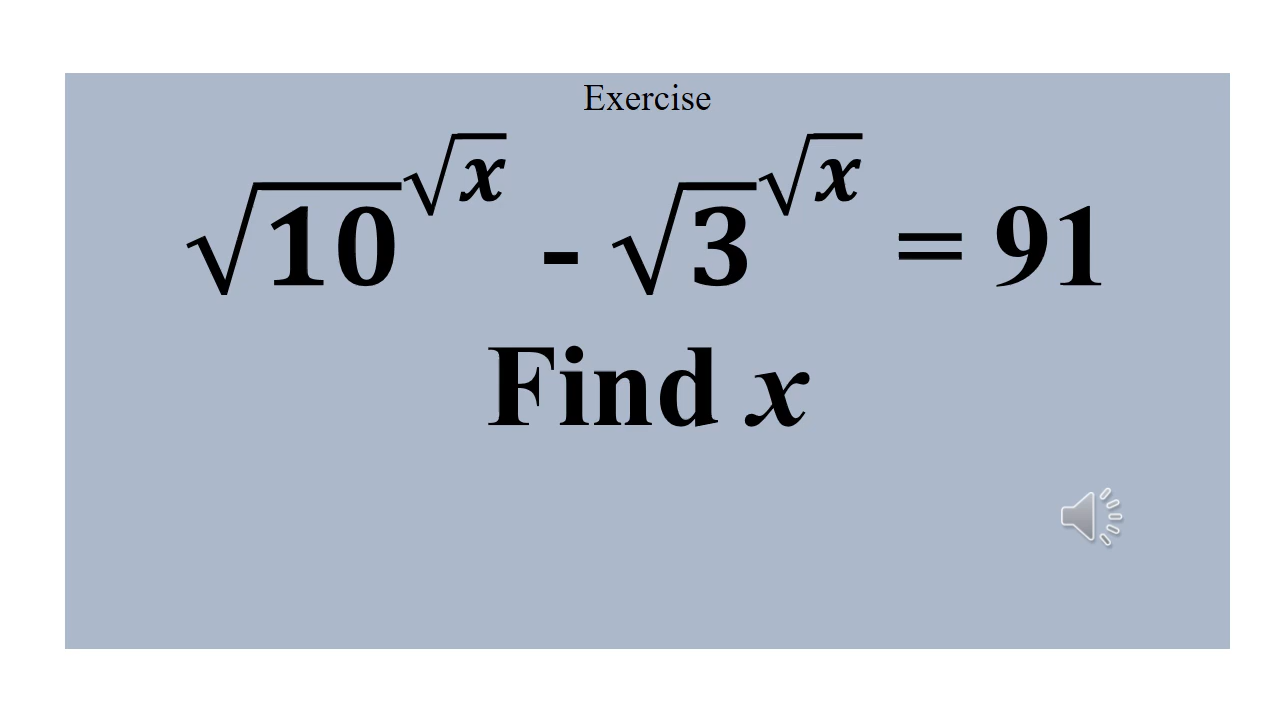 Exercise
√10^√x - √3^√x = 91
Find x